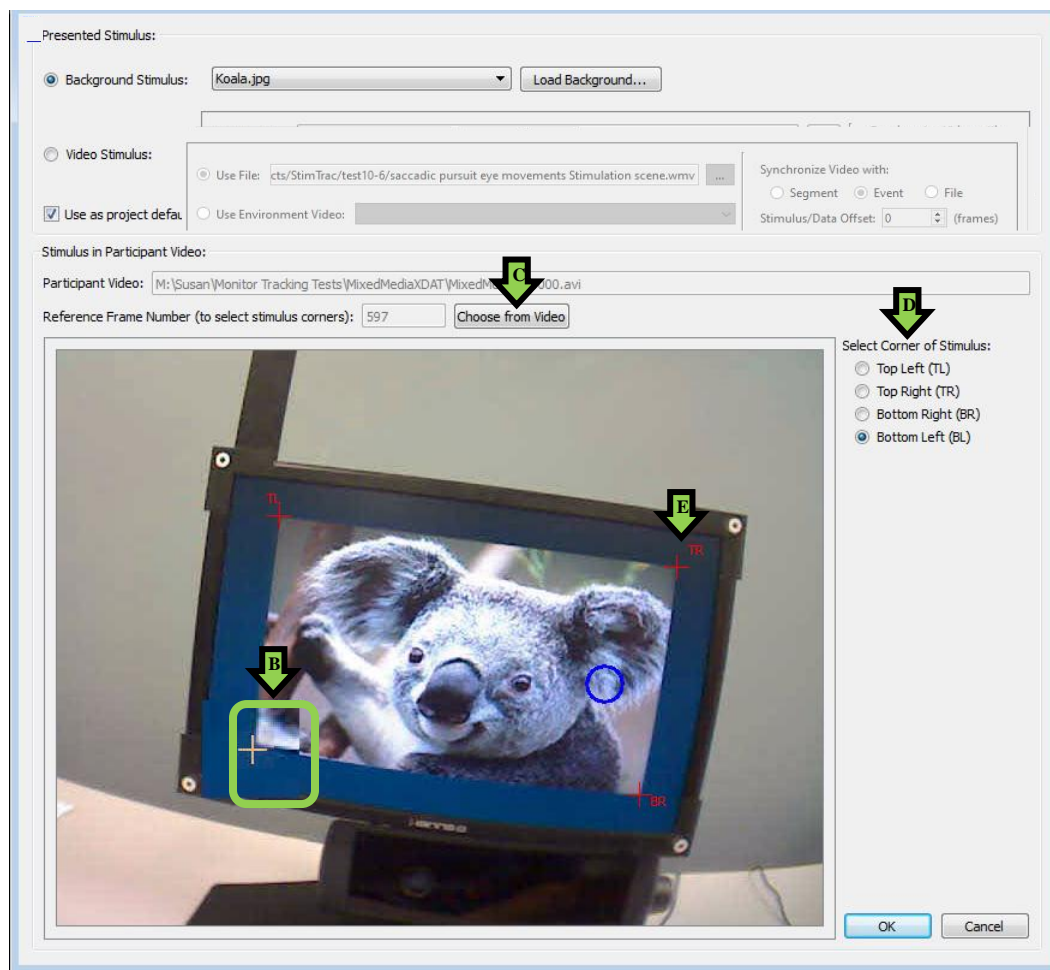 Presented Stimulus:
Background Stimulus: Koala.jpg Load Background...
Video Stimulus:
Use File: cts/StimTrac/test10-6/saccadic pursuit eye movements Stimulation scene.wmv ...
Synchronize Video with:
Segment Event File
Use as project defau Use Environment Video:
Stimulus/Data Offset: 0 (frames)
Stimulus in Participant Video:
Participant Video: M:\Susan\Monitor Tracking Tests\MixedMediaXDAT\MixedM 000.avi
C
Reference Frame Number (to select stimulus corners): 597 Choose from Video
D
Select Corner of Stimulus:
Top Left (TL)
Top Right (TR)
Bottom Right (BR)
Bottom Left (BL)
TL
E
TR
B
BR
OK Cancel